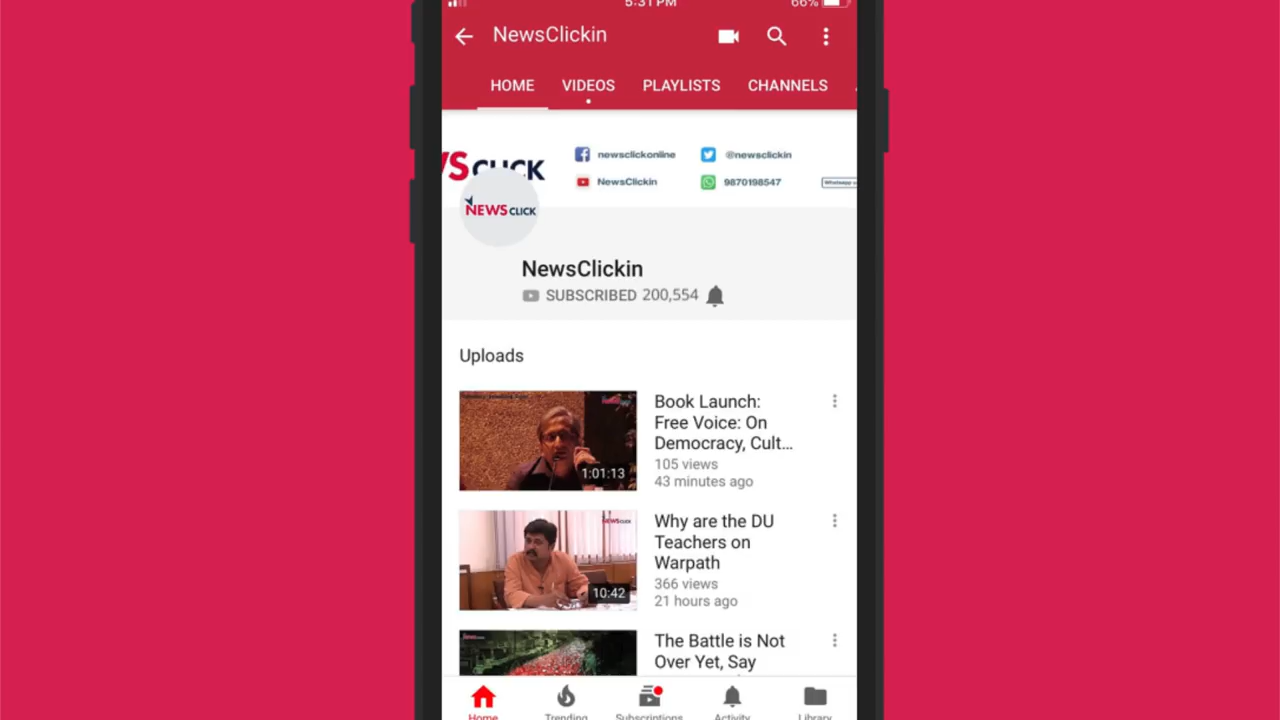 5:31 PM 66%
NewsClickin
HOME VIDEOS PLAYLISTS CHANNELS
CLICK
newsclickonline @newsclickin
NewsClickin 9870198547
NEWSCLICK
NewsClickin
SUBSCRIBED 200,554
Uploads
Book Launch:
Free Voice: On
Democracy, Cult...
105 views
43 minutes ago
1:01:13
Why are the DU
Teachers on
Warpath
366 views
21 hours ago
NEWSCLICK
10:42
The Battle is Not
Over Yet, Say
Home Trending Subscriptions Activity Library